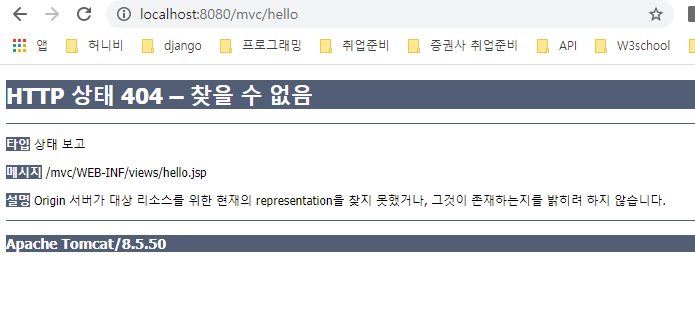 localhost:8080/mvc/hello
앱 허니비 django 프로그래밍 취업준비 증권사 취업준비 API W3school
HTTP 상태 404 – 찾을 수 없음
타입 상태 보고
메시지 /mvc/WEB-INF/views/hello.jsp
설명 Origin 서버가 대상 리소스를 위한 현재의 representation을 찾지 못했거나, 그것이 존재하는지를 밝히려 하지 않습니다.
Apache Tomcat/8.5.50